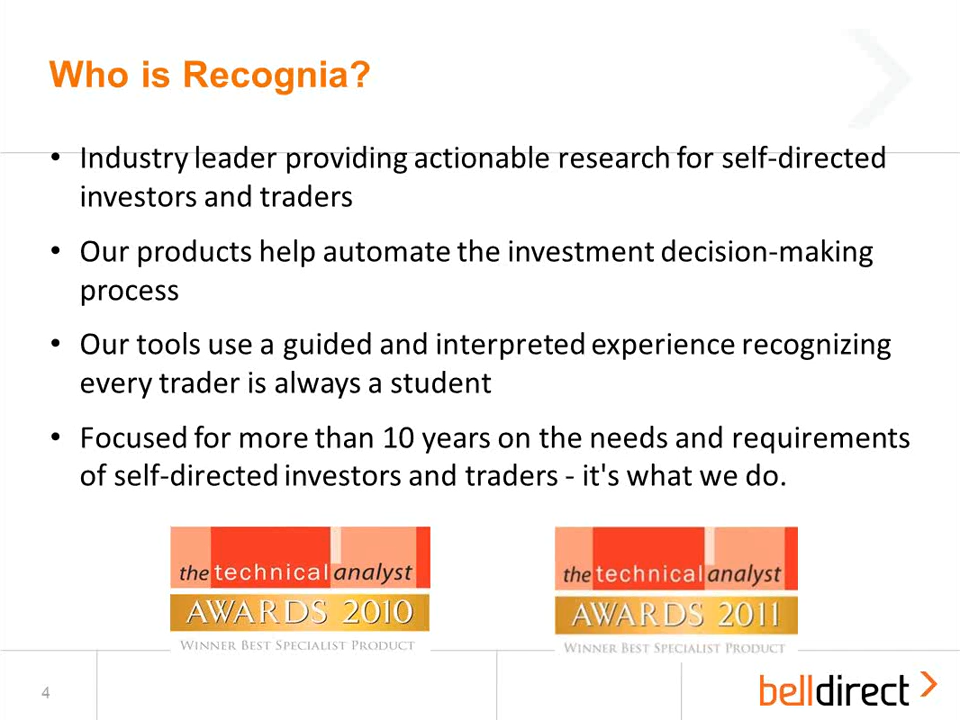 Who is Recognia?
• Industry leader providing actionable research for self-directed
investors and traders
• Our products help automate the investment decision-making
process
• Our tools use a guided and interpreted experience recognizing
every trader is always a student
• Focused for more than 10 years on the needs and requirements
of self-directed investors and traders - it's what we do.
the technical analyst
AWARDS 2010
WINNER BEST SPECIALIST PRODUCT
the technical analyst
AWARDS 2011
WINNER BEST SPECIALIST PRODUCT
4
belldirect